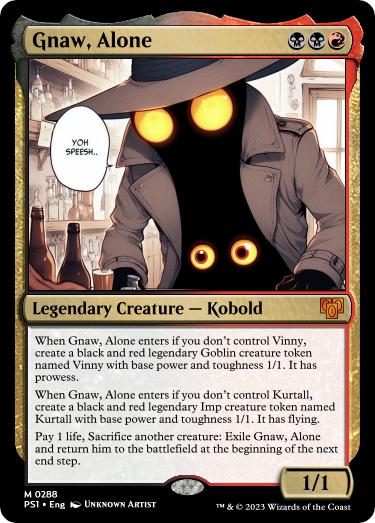 Gnaw, Alone
YOH
SPEESH..
Legendary Creature — Kobold
When Gnaw, Alone enters if you don't control Vinny,
create a black and red legendary Goblin creature token
named Vinny with base power and toughness 1/1. It has
prowess.
When Gnaw, Alone enters if you don't control Kurtall,
create a black and red legendary Imp creature token named
Kurtall with base power and toughness 1/1. It has flying.
Pay 1 life, Sacrifice another creature: Exile Gnaw, Alone
and return him to the battlefield at the beginning of the next
end step.
1/1
M 0288
PS1 • Eng Unknown Artist
™ & © 2023 Wizards of the Coast